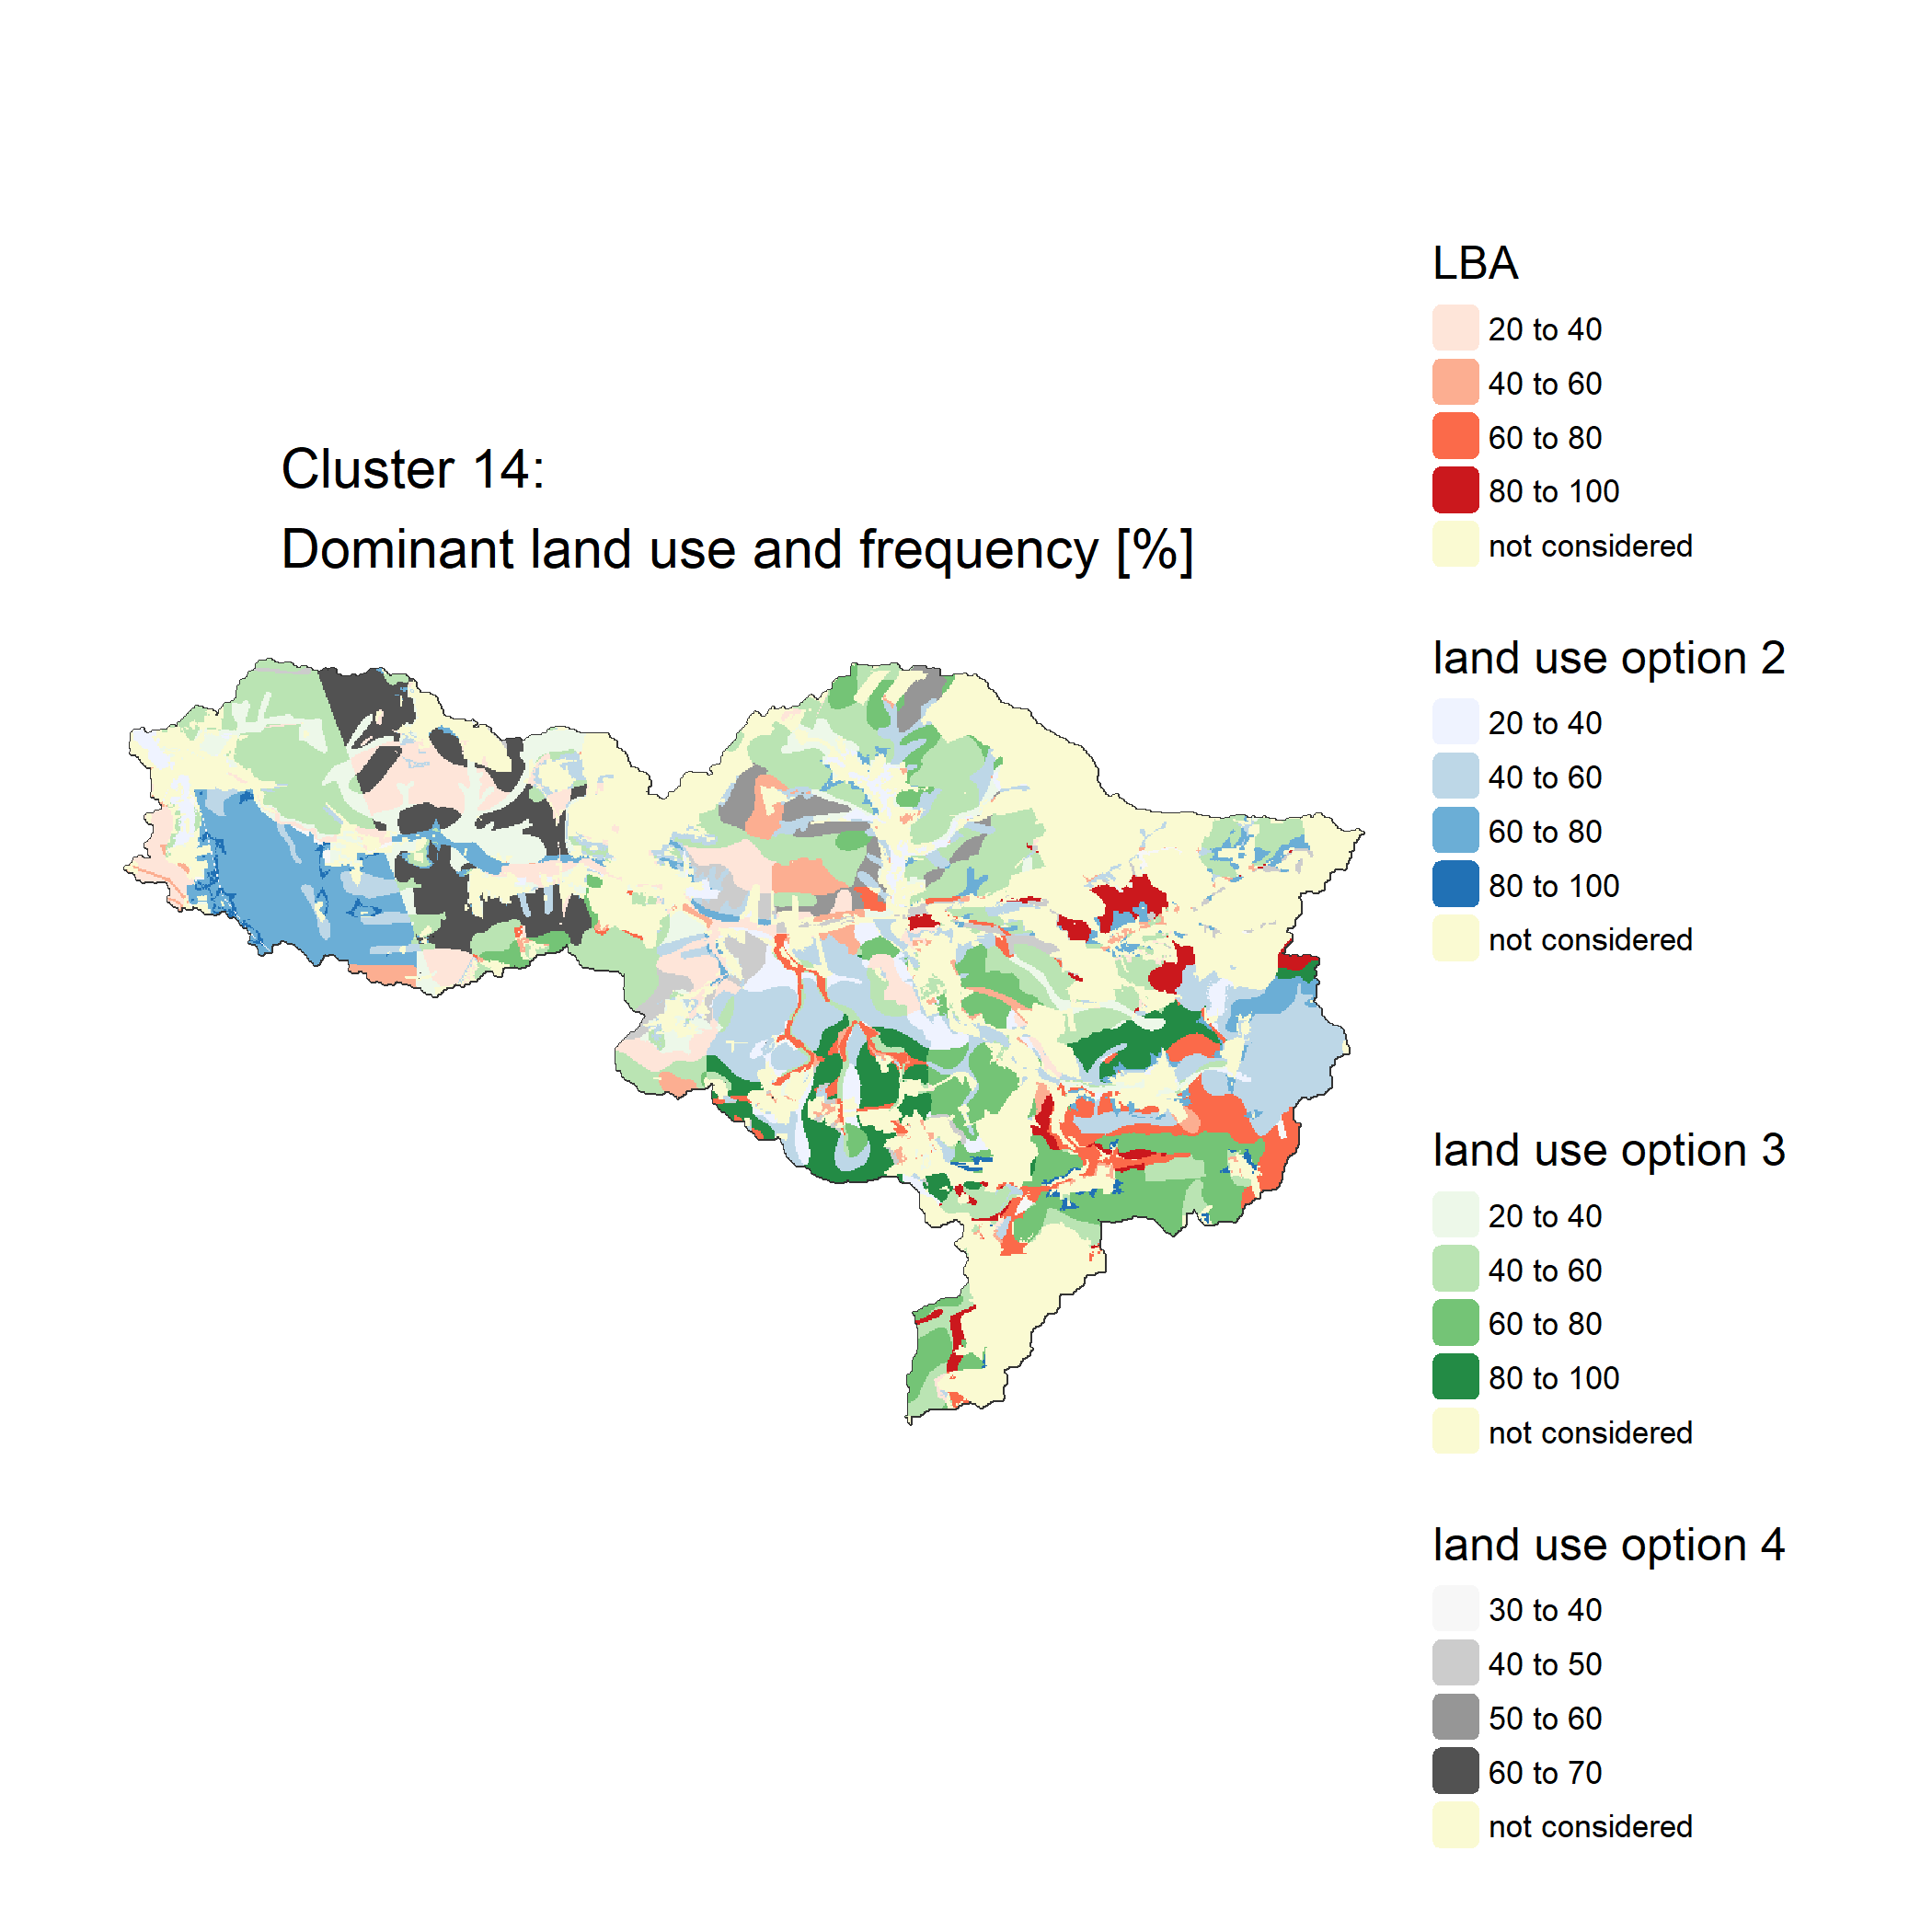 Cluster 14:
Dominant land use and frequency [%]
LBA
20 to 40
40 to 60
60 to 80
80 to 100
not considered
land use option 2
20 to 40
40 to 60
60 to 80
80 to 100
not considered
land use option 3
20 to 40
40 to 60
60 to 80
80 to 100
not considered
land use option 4
30 to 40
40 to 50
50 to 60
60 to 70
not considered